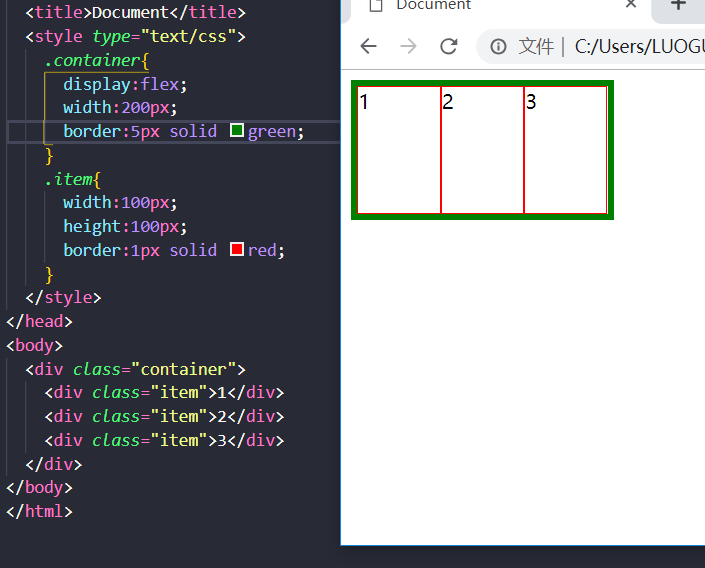 <title>Document</title>
<style type="text/css">
.container{
display:flex;
width:200px;
border:5px solid green;
}
.item{
width:100px;
height:100px;
border:1px solid red;
}
</style>
</head>
<body>
<div class="container">
<div class="item">1</div>
<div class="item">2</div>
<div class="item">3</div>
</div>
</body>
</html>
Document
文件 | C:/Users/LUOGU
1 2 3